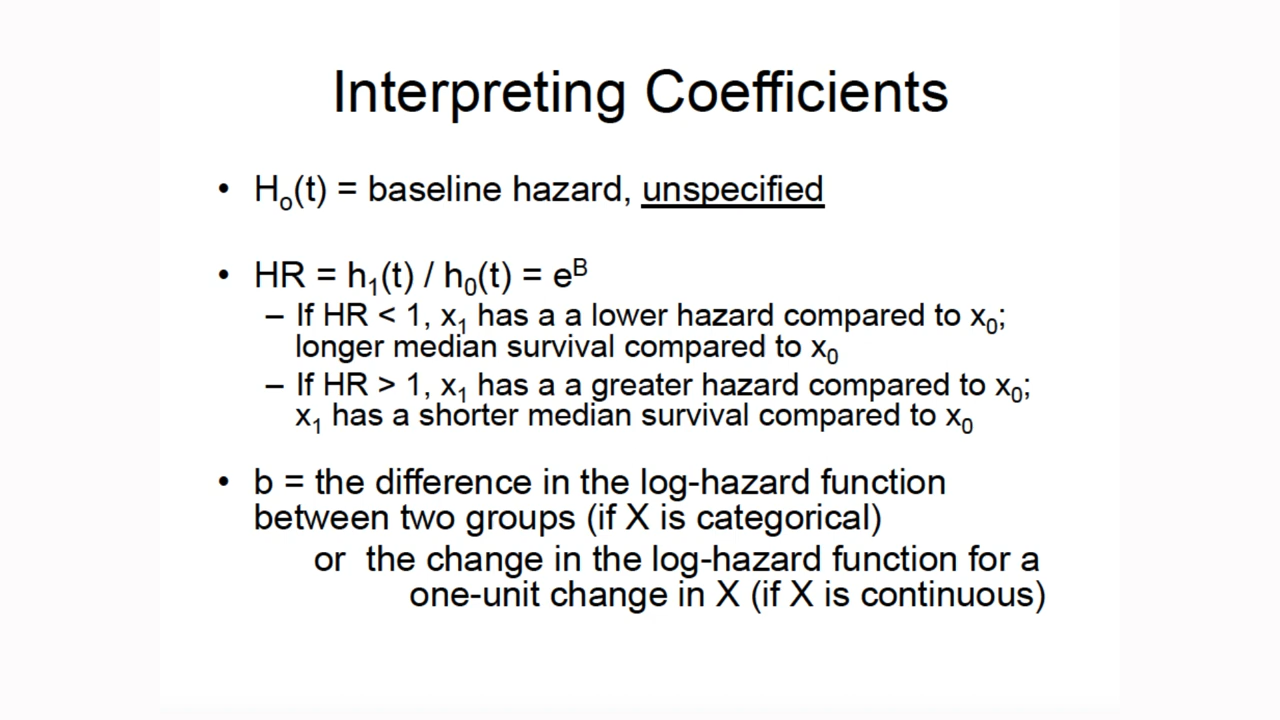 Interpreting Coefficients
• Hₒ(t) = baseline hazard, unspecified
• HR = h₁(t) / h₀(t) = eᴮ
– If HR < 1, x₁ has a a lower hazard compared to x₀;
longer median survival compared to x₀
– If HR > 1, x₁ has a a greater hazard compared to x₀;
x₁ has a shorter median survival compared to x₀
• b = the difference in the log-hazard function
between two groups (if X is categorical)
or the change in the log-hazard function for a
one-unit change in X (if X is continuous)